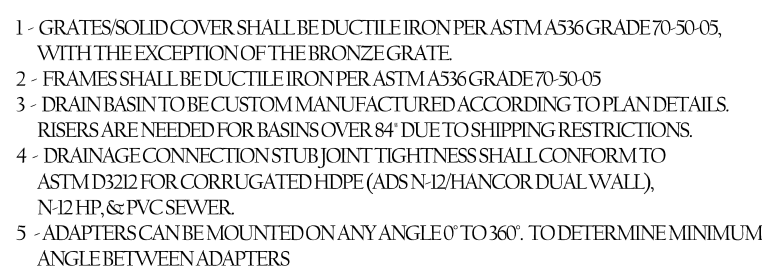 1 - GRATES/SOLID COVER SHALL BE DUCTILE IRON PER ASTM A536 GRADE 70-50-05,
WITH THE EXCEPTION OF THE BRONZE GRATE.
2 - FRAMES SHALL BE DUCTILE IRON PER ASTM A536 GRADE 70-50-05
3 - DRAIN BASIN TO BE CUSTOM MANUFACTURED ACCORDING TO PLAN DETAILS.
RISERS ARE NEEDED FOR BASINS OVER 84" DUE TO SHIPPING RESTRICTIONS.
4 - DRAINAGE CONNECTION STUB JOINT TIGHTNESS SHALL CONFORM TO
ASTM D3212 FOR CORRUGATED HDPE (ADS N-12/HANCOR DUAL WALL),
N-12 HP, & PVC SEWER.
5 - ADAPTERS CAN BE MOUNTED ON ANY ANGLE 0° TO 360°. TO DETERMINE MINIMUM
ANGLE BETWEEN ADAPTERS